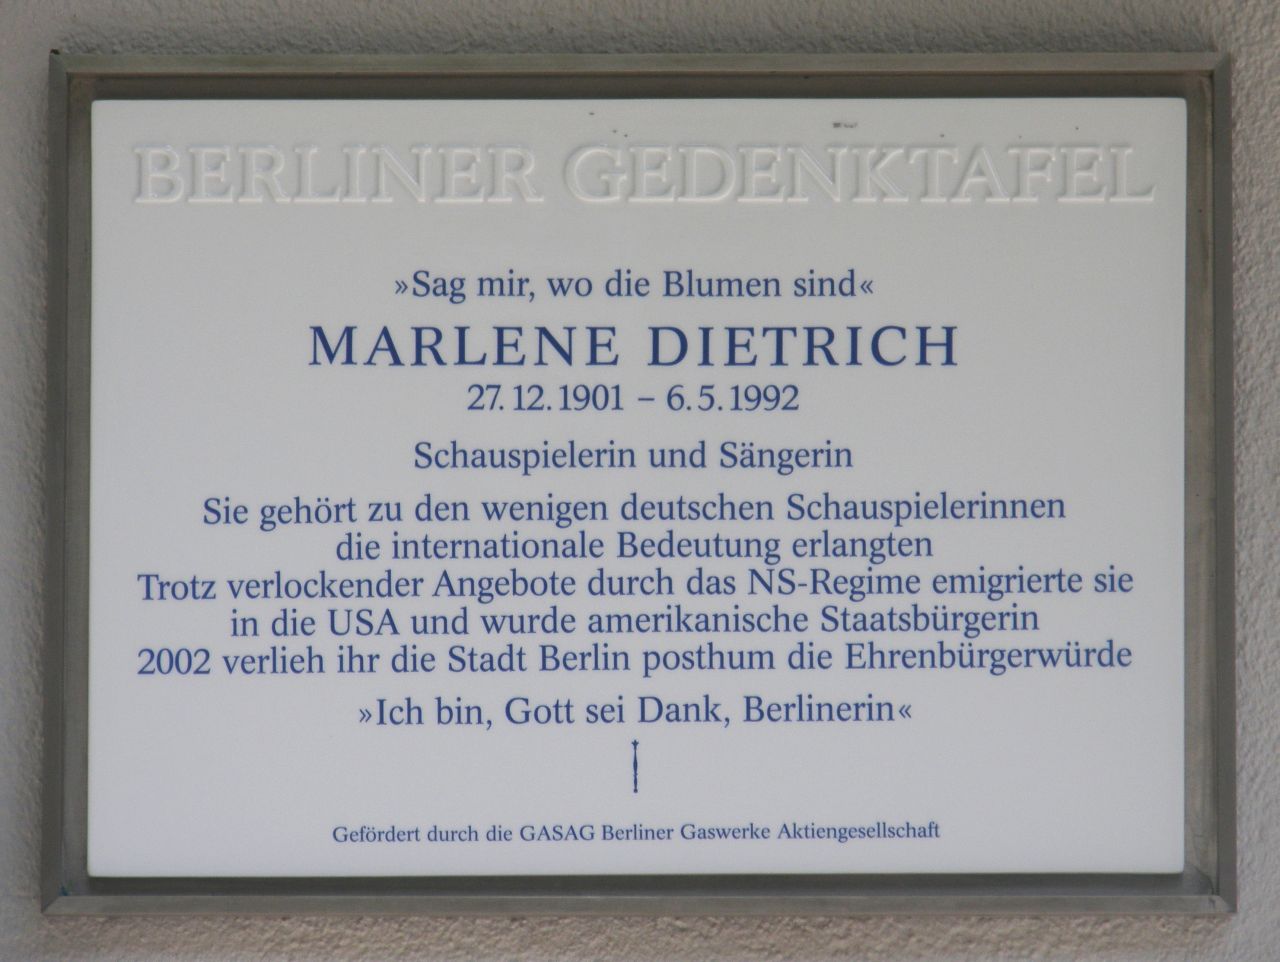 BERLINER GEDENKTAFEL
»Sag mir, wo die Blumen sind«
MARLENE DIETRICH
27.12.1901 – 6.5.1992
Schauspielerin und Sängerin
Sie gehört zu den wenigen deutschen Schauspielerinnen
die internationale Bedeutung erlangten
Trotz verlockender Angebote durch das NS-Regime emigrierte sie
in die USA und wurde amerikanische Staatsbürgerin
2002 verlieh ihr die Stadt Berlin posthum die Ehrenbürgerwürde
»Ich bin, Gott sei Dank, Berlinerin«
Gefördert durch die GASAG Berliner Gaswerke Aktiengesellschaft